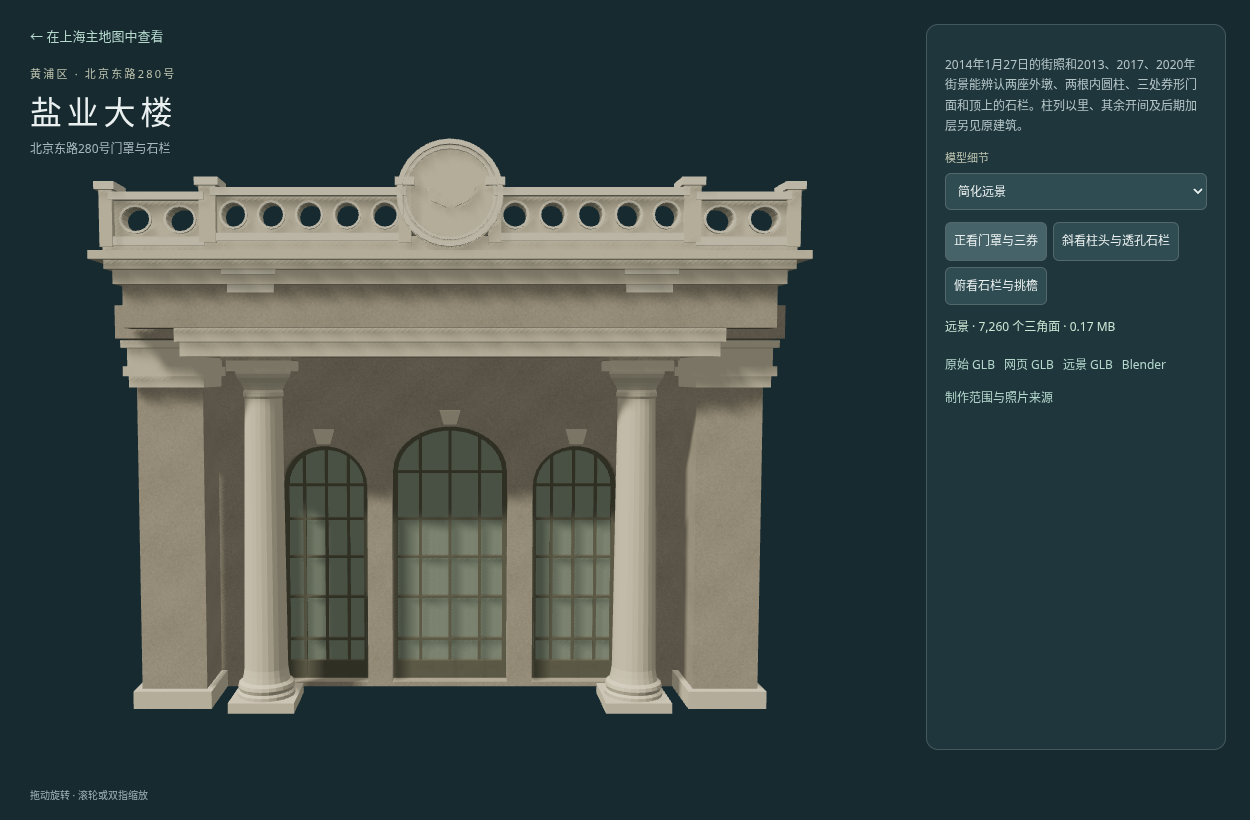 ← 在上海主地图中查看
黄浦区 · 北京东路280号
盐业大楼
北京东路280号门罩与石栏
2014年1月27日的街照和2013、2017、2020年
街景能辨认两座外墩、两根内圆柱、三处券形门
面和顶上的石栏。柱列以里、其余开间及后期加
层另见原建筑。
模型细节
简化远景
正看门罩与三券
斜看柱头与透孔石栏
俯看石栏与挑檐
远景 · 7,260 个三角面 · 0.17 MB
原始 GLB 网页 GLB 远景 GLB Blender
制作范围与照片来源
拖动旋转 · 滚轮或双指缩放